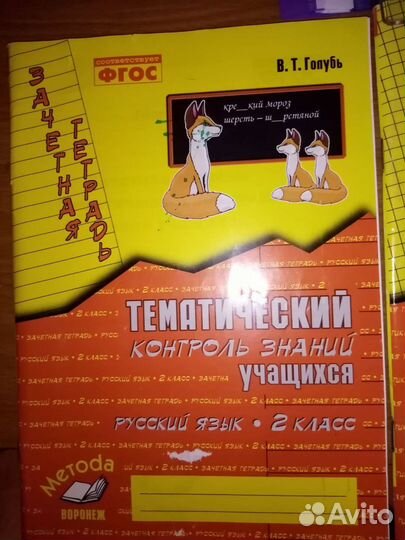 соответствует
ФГОС
В. Т. Голубь
ЗАЧЕТНАЯ
ТЕТРАДЬ
кре__кий мороз
шерсть – ш__рстяной
ТЕМАТИЧЕСКИЙ
КОНТРОЛЬ ЗНАНИЙ
УЧАЩИХСЯ
РУССКИЙ ЯЗЫК • 2 КЛАСС
Metoda
ВОРОНЕЖ
Avito